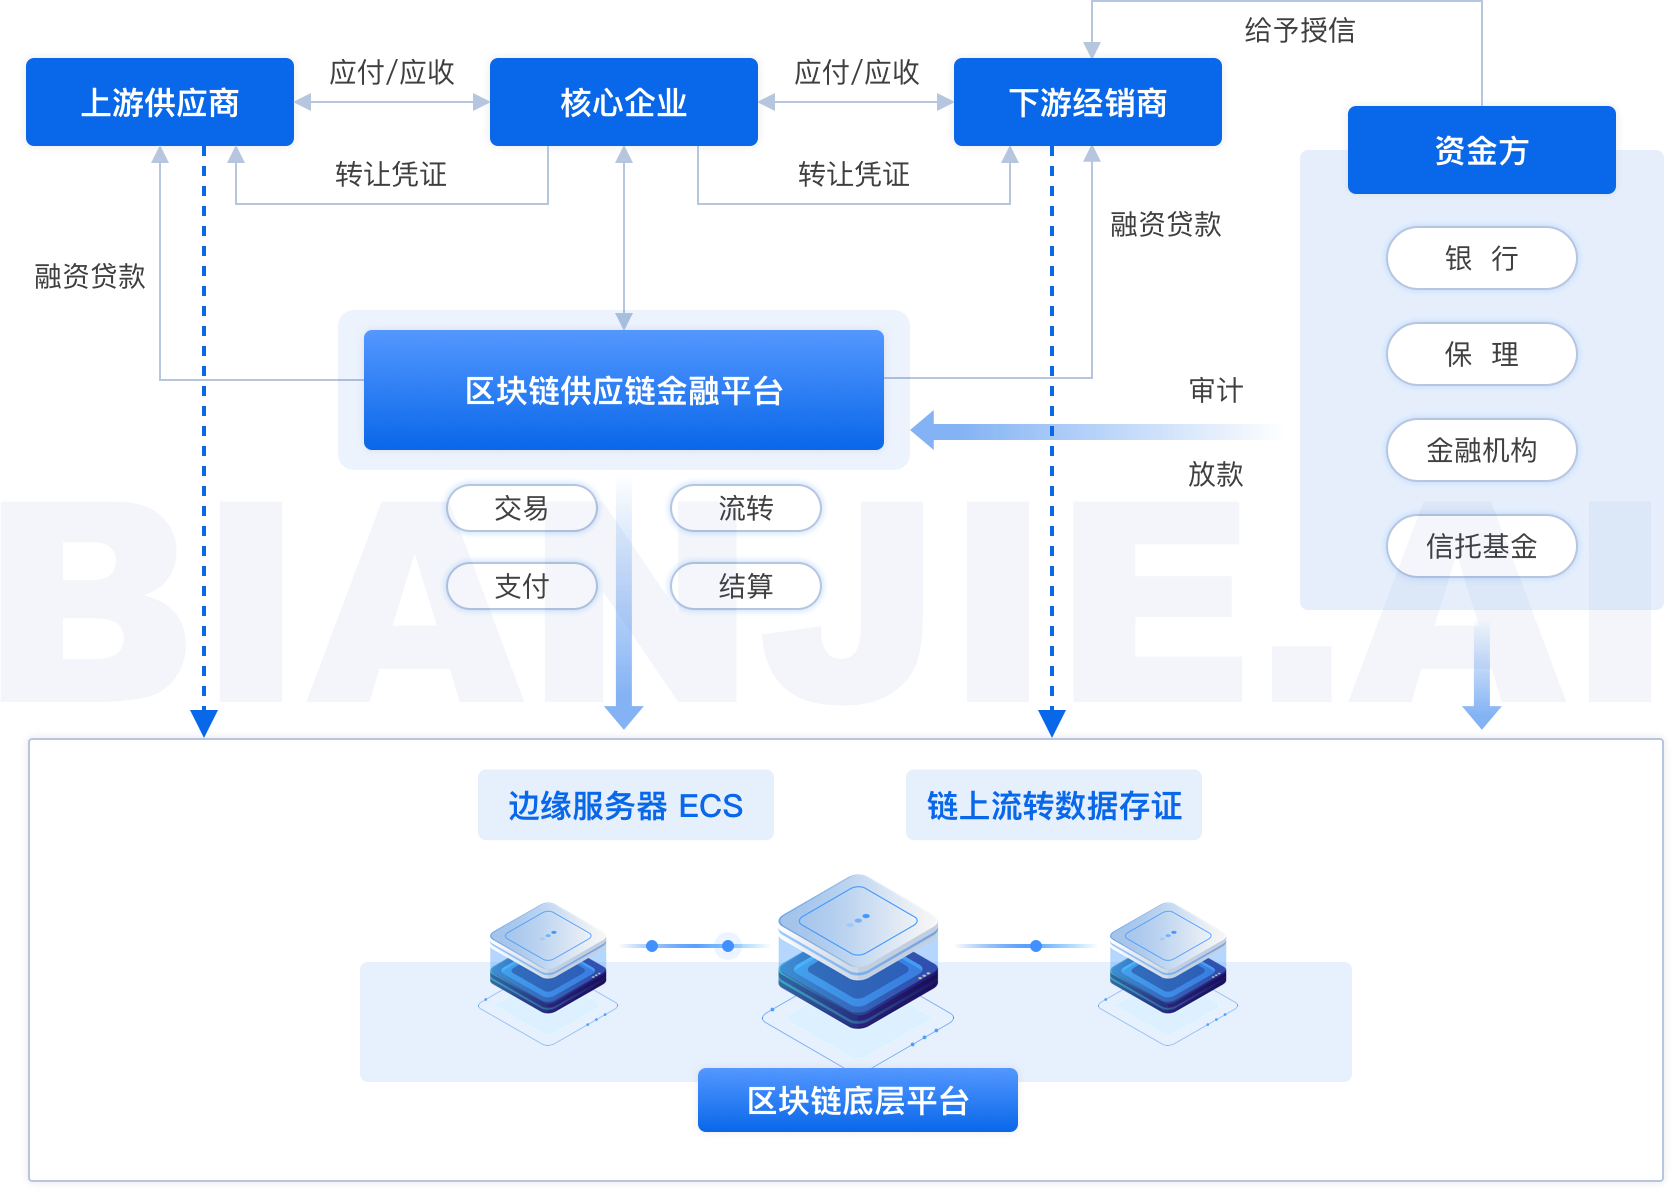 给予授信
应付/应收
应付/应收
上游供应商
核心企业
下游经销商
资金方
转让凭证
转让凭证
融资贷款
融资贷款
银 行
保 理
金融机构
信托基金
区块链供应链金融平台
审计
放款
交易
流转
支付
结算
BIANJIE.AI
边缘服务器 ECS
链上流转数据存证
区块链底层平台